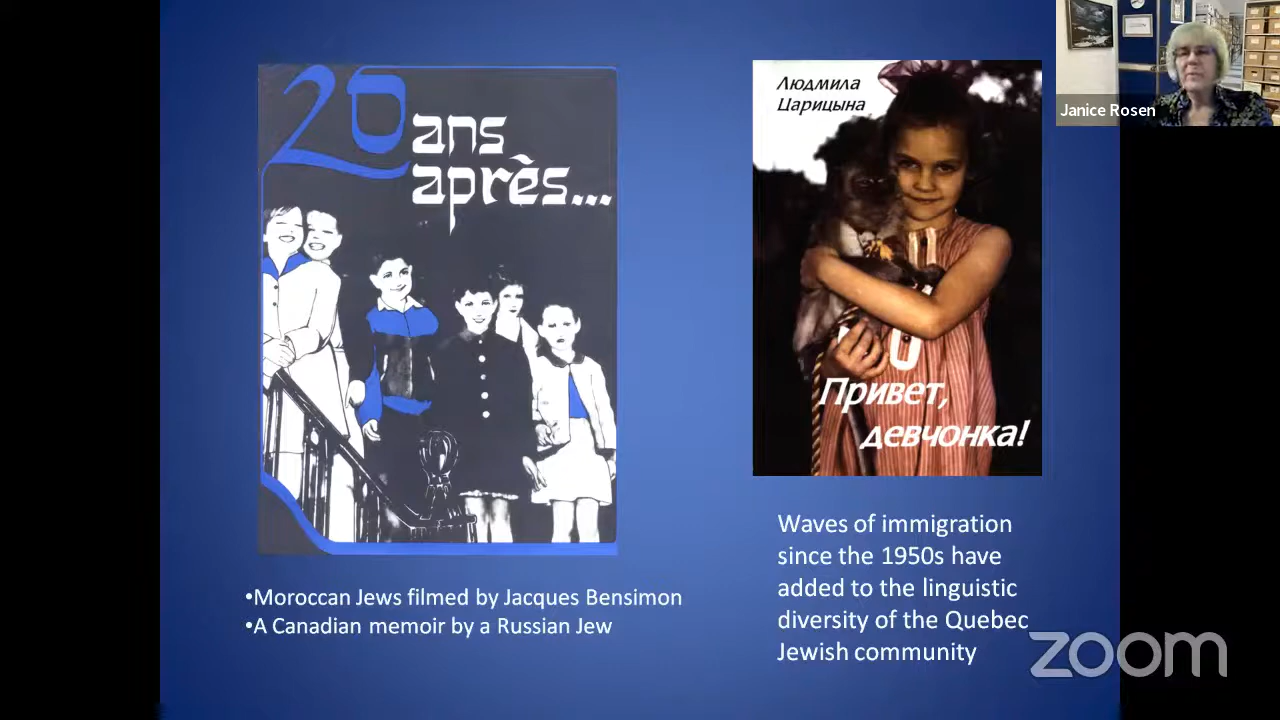 20 ans
après...
Людмила
Царицына
Привет,
девчонка!
Janice Rosen
•Moroccan Jews filmed by Jacques Bensimon
•A Canadian memoir by a Russian Jew
Waves of immigration
since the 1950s have
added to the linguistic
diversity of the Quebec
Jewish community
zoom